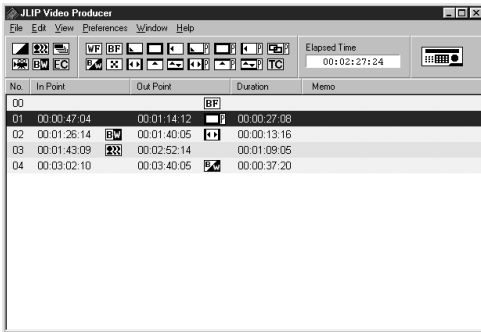 JLIP Video Producer
File Edit View Preferences Window Help
WF BF P P P P Elapsed Time
BW EC B/W P P TC 00:02:27:24
No. In Point Out Point Duration Memo
00 BF
01 00:00:47:04 00:01:14:12 P 00:00:27:08
02 00:01:26:14 BW 00:01:40:05 00:00:13:16
03 00:01:43:09 00:02:52:14 00:01:09:05
04 00:03:02:10 00:03:40:05 B/W 00:00:37:20